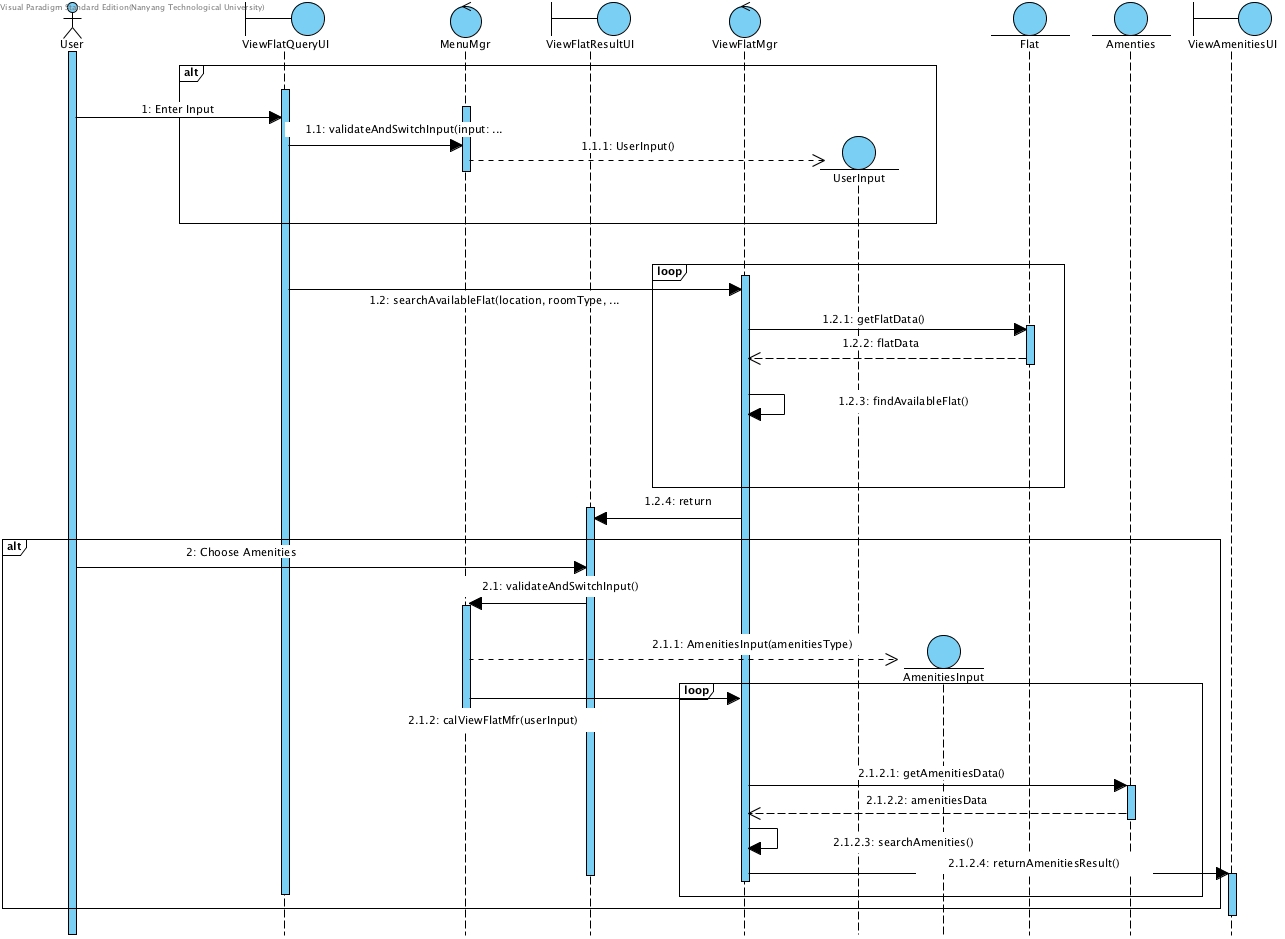 Visual Paradigm Standard Edition(Nanyang Technological University)
User
ViewFlatQueryUI
MenuMgr
ViewFlatResultUI
ViewFlatMgr
Flat
Amenties
ViewAmenitiesUI
alt
1: Enter Input
1.1: validateAndSwitchInput(input: ...
1.1.1: UserInput()
UserInput
loop
1.2: searchAvailableFlat(location, roomType, ...
1.2.1: getFlatData()
1.2.2: flatData
1.2.3: findAvailableFlat()
1.2.4: return
alt
2: Choose Amenities
2.1: validateAndSwitchInput()
2.1.1: AmenitiesInput(amenitiesType)
AmenitiesInput
loop
2.1.2: calViewFlatMfr(userInput)
2.1.2.1: getAmenitiesData()
2.1.2.2: amenitiesData
2.1.2.3: searchAmenities()
2.1.2.4: returnAmenitiesResult()